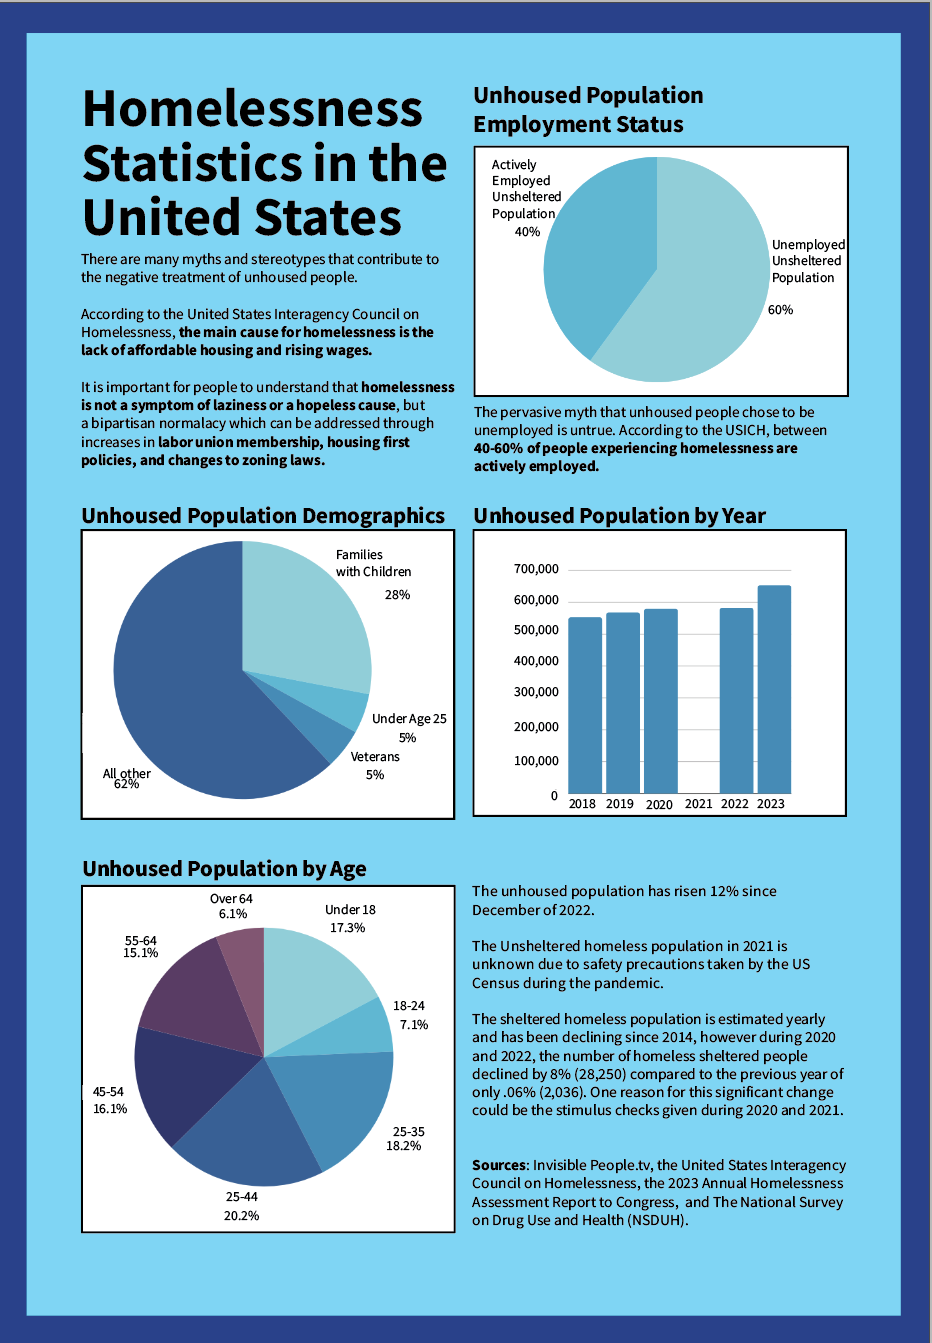 Homelessness
Statistics in the
United States
There are many myths and stereotypes that contribute to
the negative treatment of unhoused people.
According to the United States Interagency Council on
Homelessness, the main cause for homelessness is the
lack of affordable housing and rising wages.
It is important for people to understand that homelessness
is not a symptom of laziness or a hopeless cause, but
a bipartisan normalacy which can be addressed through
increases in labor union membership, housing first
policies, and changes to zoning laws.
Unhoused Population
Employment Status
Actively
Employed
Unsheltered
Population
40%
Unemployed
Unsheltered
Population
60%
The pervasive myth that unhoused people chose to be
unemployed is untrue. According to the USICH, between
40-60% of people experiencing homelessness are
actively employed.
Unhoused Population Demographics
Families
with Children
28%
Under Age 25
5%
Veterans
5%
All other
62%
Unhoused Population by Year
700,000
600,000
500,000
400,000
300,000
200,000
100,000
0
2018 2019 2020 2021 2022 2023
Unhoused Population by Age
Over 64
6.1%
Under 18
17.3%
55-64
15.1%
18-24
7.1%
45-54
16.1%
25-35
18.2%
25-44
20.2%
The unhoused population has risen 12% since
December of 2022.
The Unsheltered homeless population in 2021 is
unknown due to safety precautions taken by the US
Census during the pandemic.
The sheltered homeless population is estimated yearly
and has been declining since 2014, however during 2020
and 2022, the number of homeless sheltered people
declined by 8% (28,250) compared to the previous year of
only .06% (2,036). One reason for this significant change
could be the stimulus checks given during 2020 and 2021.
Sources: Invisible People.tv, the United States Interagency
Council on Homelessness, the 2023 Annual Homelessness
Assessment Report to Congress, and The National Survey
on Drug Use and Health (NSDUH).